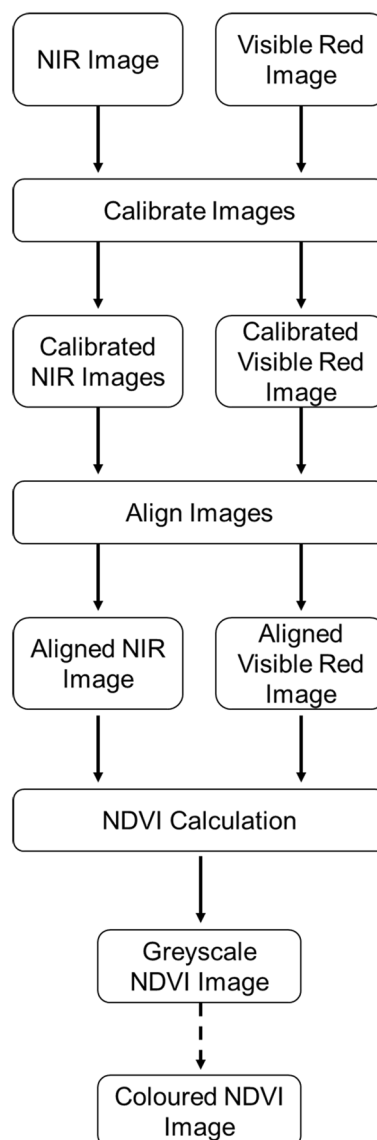 NIR Image
Visible Red
Image
Calibrate Images
Calibrated
NIR Images
Calibrated
Visible Red
Image
Align Images
Aligned NIR
Image
Aligned
Visible Red
Image
NDVI Calculation
Greyscale
NDVI Image
Coloured NDVI
Image